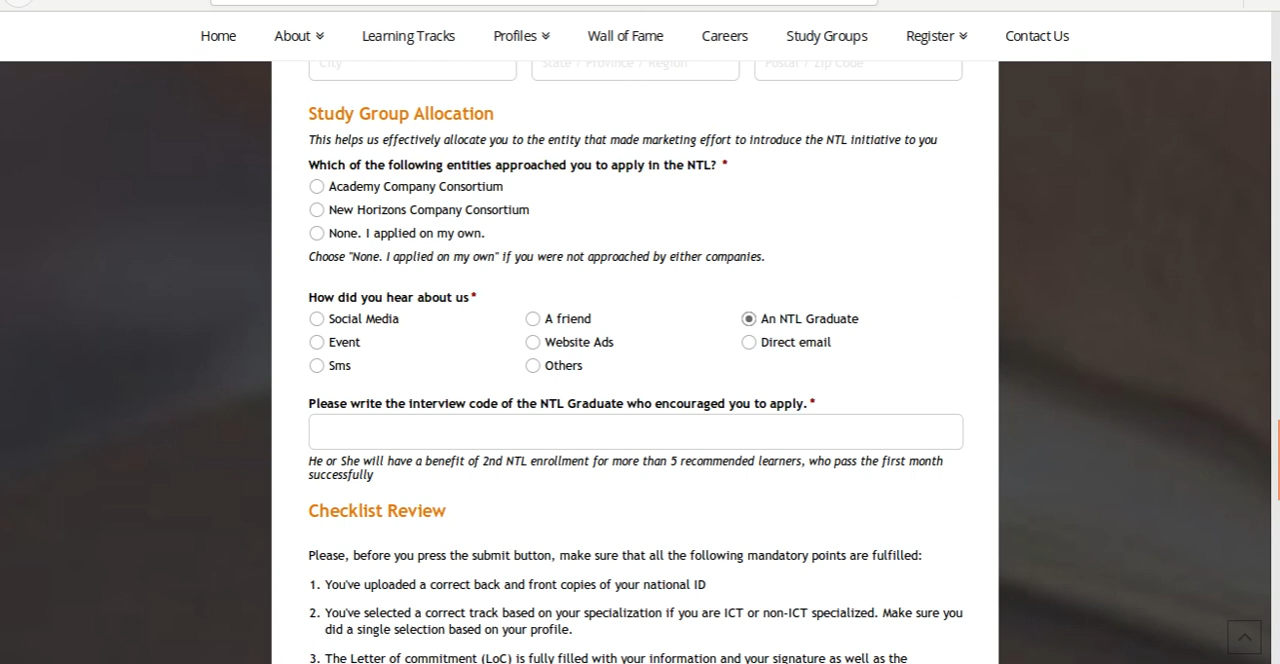 Home About Learning Tracks Profiles Wall of Fame Careers Study Groups Register Contact Us
City State / Province / Region Postal / Zip Code
Study Group Allocation
This helps us effectively allocate you to the entity that made marketing effort to introduce the NTL initiative to you
Which of the following entities approached you to apply in the NTL? *
Academy Company Consortium
New Horizons Company Consortium
None. I applied on my own.
Choose "None. I applied on my own" if you were not approached by either companies.
How did you hear about us*
Social Media A friend An NTL Graduate
Event Website Ads Direct email
Sms Others
Please write the interview code of the NTL Graduate who encouraged you to apply.*
He or She will have a benefit of 2nd NTL enrollment for more than 5 recommended learners, who pass the first month
successfully
Checklist Review
Please, before you press the submit button, make sure that all the following mandatory points are fulfilled:
1. You've uploaded a correct back and front copies of your national ID
2. You've selected a correct track based on your specialization if you are ICT or non-ICT specialized. Make sure you
did a single selection based on your profile.
3. The Letter of commitment (LoC) is fully filled with your information and your signature as well as the